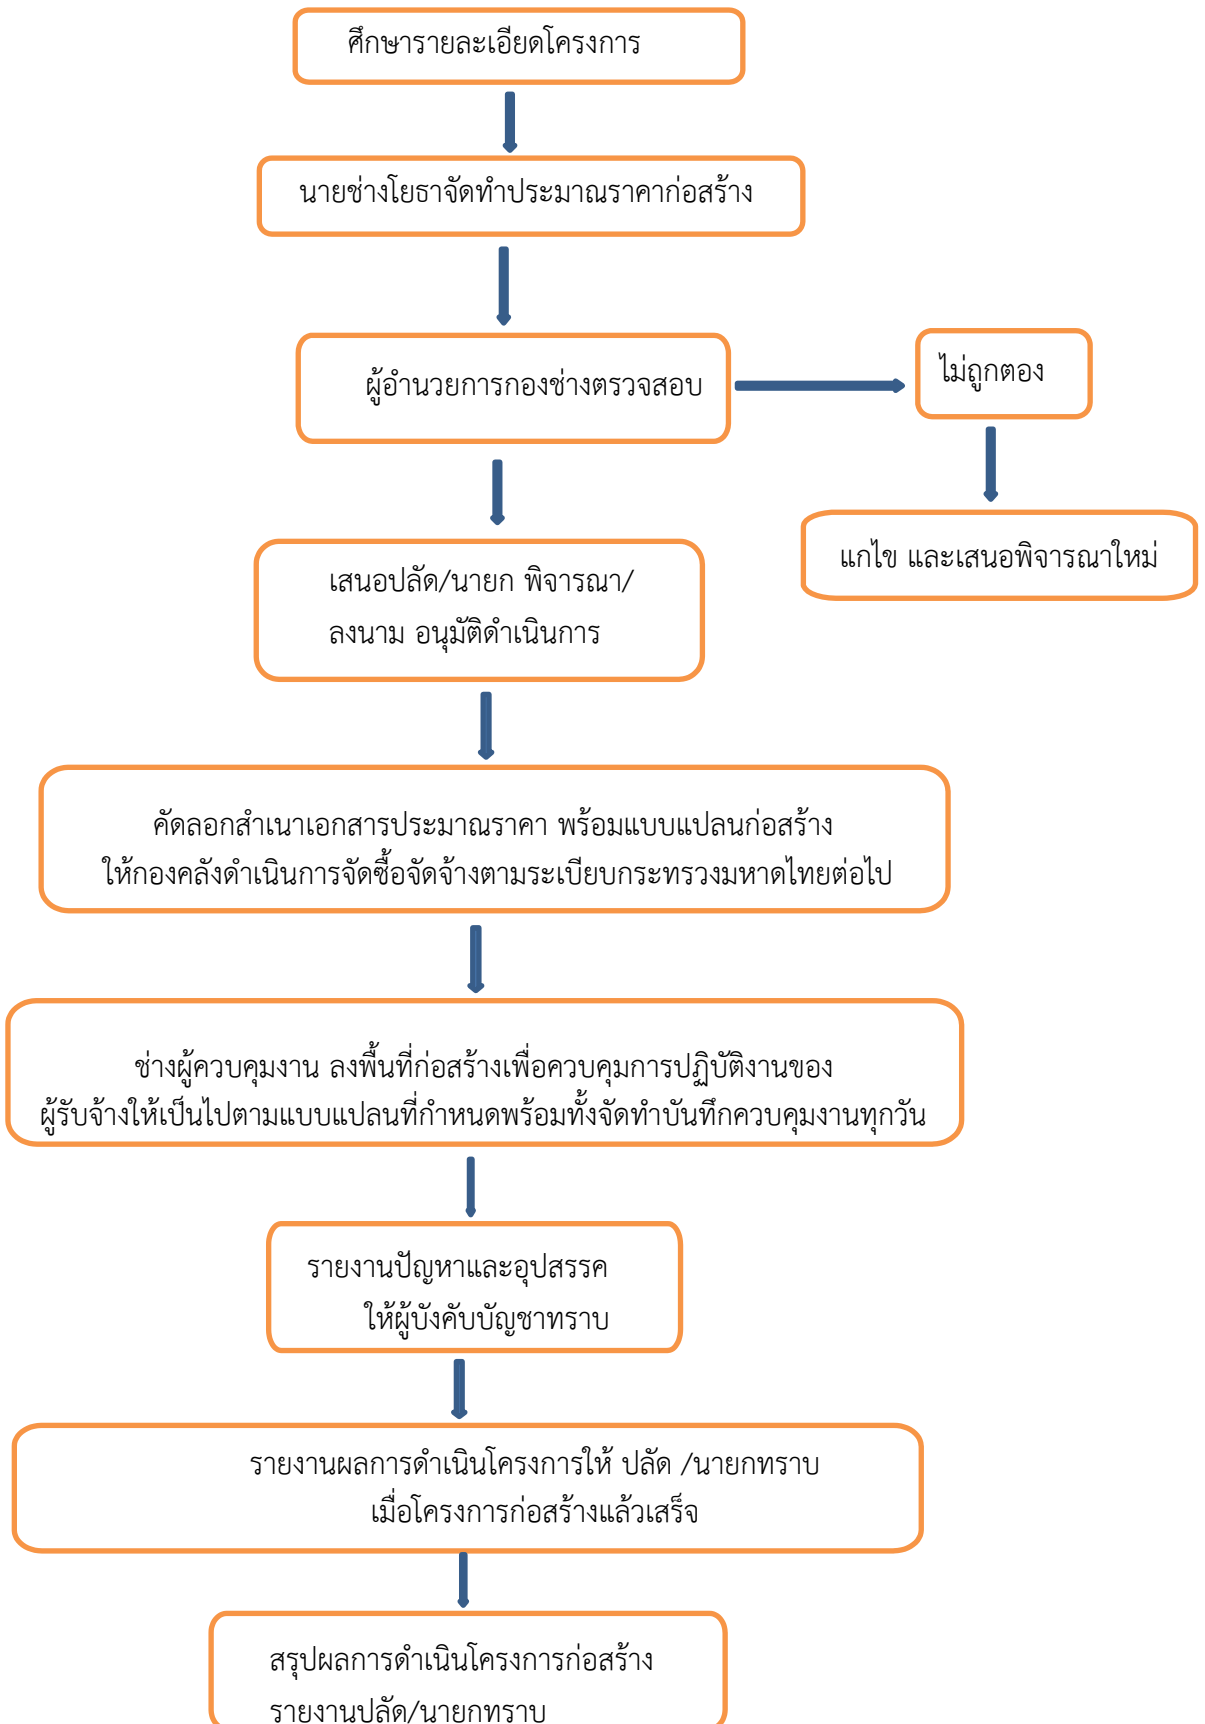 ศึกษารายละเอียดโครงการ
นายช่างโยธาจัดทำประมาณราคาก่อสร้าง
ผู้อำนวยการกองช่างตรวจสอบ
ไม่ถูกตอง
แกไข และเสนอพิจารณาใหม่
เสนอปลัด/นายก พิจารณา/
ลงนาม อนุมัติดำเนินการ
คัดลอกสำเนาเอกสารประมาณราคา พร้อมแบบแปลนก่อสร้าง
ให้กองคลังดำเนินการจัดซื้อจัดจ้างตามระเบียบกระทรวงมหาดไทยต่อไป
ช่างผู้ควบคุมงาน ลงพื้นที่ก่อสร้างเพื่อควบคุมการปฏิบัติงานของ
ผู้รับจ้างให้เป็นไปตามแบบแปลนที่กำหนดพร้อมทั้งจัดทำบันทึกควบคุมงานทุกวัน
รายงานปัญหาและอุปสรรค
ให้ผู้บังคับบัญชาทราบ
รายงานผลการดำเนินโครงการให้ ปลัด /นายกทราบ
เมื่อโครงการก่อสร้างแล้วเสร็จ
สรุปผลการดำเนินโครงการก่อสร้าง
รายงานปลัด/นายกทราบ